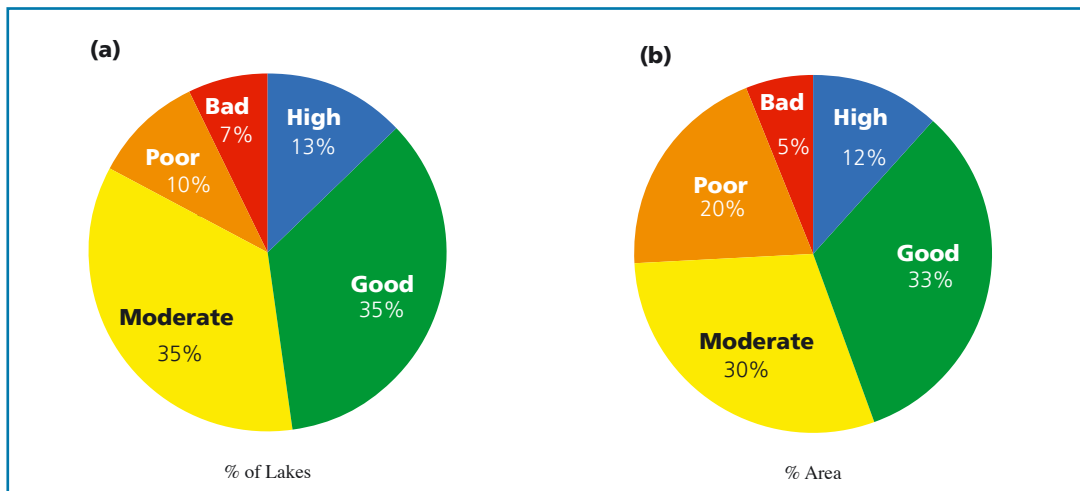 (a)
Bad
7%
High
13%
Poor
10%
Good
35%
Moderate
35%
% of Lakes
(b)
Bad
5%
High
12%
Poor
20%
Good
33%
Moderate
30%
% Area